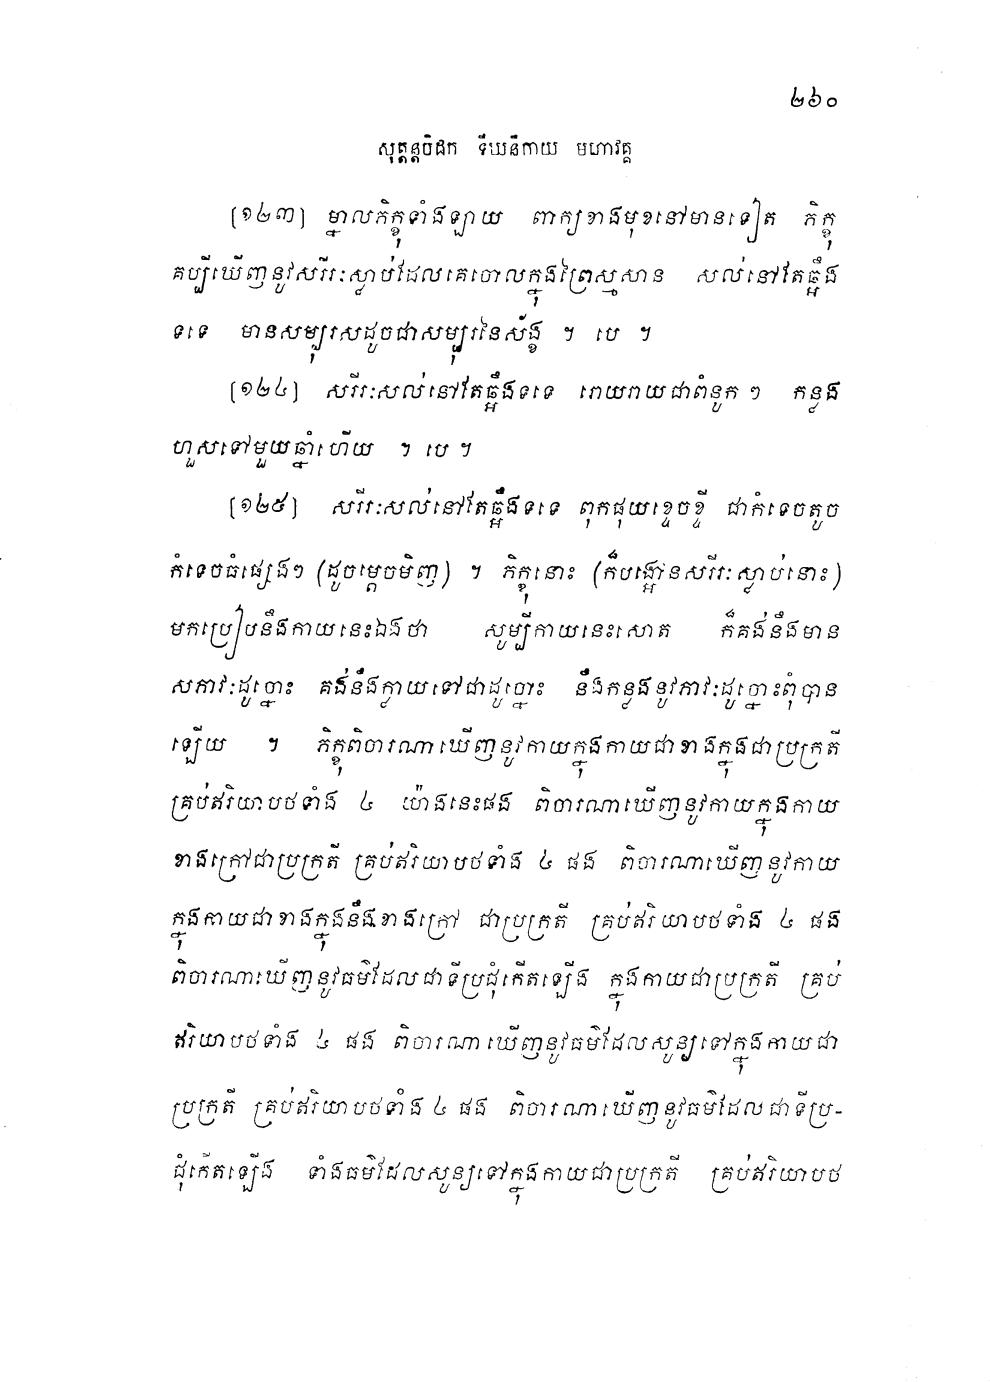 ២៦០
សុត្តន្តបិដក ទីឃនិកាយ មហាវគ្គ
[១២៣] ម្នាលភិក្ខុទាំងឡាយ ពាក្យខាងមុខនៅមានទៀត ភិក្ខុ
គប្បីឃើញនូវសរីរៈស្លាប់ដែលគេចោលក្នុងព្រៃស្មសាន សល់នៅតែឆ្អឹង
ទទេ មានសម្បុរសដូចជាសម្បុរនៃស័ង្ខ ។ បេ ។
[១២៤] សរីរៈសល់នៅតែឆ្អឹងទទេ រោយរាយជាពំនូក ៗ កន្លង
ហួសទៅមួយឆ្នាំហើយ ។ បេ ។
[១២៥] សរីរៈសល់នៅតែឆ្អឹងទទេ ពុកផុយខ្ទេចខ្ទី ជាកំទេចតូច
កំទេចធំផ្សេងៗ (ដូចម្តេចមិញ) ។ ភិក្ខុនោះ (ក៏បង្អោនសរីរៈស្លាប់នោះ)
មកប្រៀបនឹងកាយនេះឯងថា សូម្បីកាយនេះសោត ក៏គង់នឹងមាន
សភាវៈដូច្នោះ គង់នឹងក្លាយទៅជាដូច្នោះ នឹងកន្លងនូវភាវៈដូច្នោះពុំបាន
ឡើយ ។ ភិក្ខុពិចារណាឃើញនូវកាយក្នុងកាយជាខាងក្នុងជាប្រក្រតី
គ្រប់ឥរិយាបថទាំង ៤ យ៉ាងនេះផង ពិចារណាឃើញនូវកាយក្នុងកាយ
ខាងក្រៅជាប្រក្រតី គ្រប់ឥរិយាបថទាំង ៤ ផង ពិចារណាឃើញនូវកាយ
ក្នុងកាយជាខាងក្នុងនឹងខាងក្រៅ ជាប្រក្រតី គ្រប់ឥរិយាបថទាំង ៤ ផង
ពិចារណាឃើញនូវធម៌ដែលជាទីប្រជុំកើតឡើង ក្នុងកាយជាប្រក្រតី គ្រប់
ឥរិយាបថទាំង ៤ ផង ពិចារណាឃើញនូវធម៌ដែលសូន្យទៅក្នុងកាយជា
ប្រក្រតី គ្រប់ឥរិយាបថទាំង ៤ ផង ពិចារណាឃើញនូវធម៌ដែលជាទីប្រ-
ជុំកើតឡើង ទាំងធម៌ដែលសូន្យទៅក្នុងកាយជាប្រក្រតី គ្រប់ឥរិយាបថ